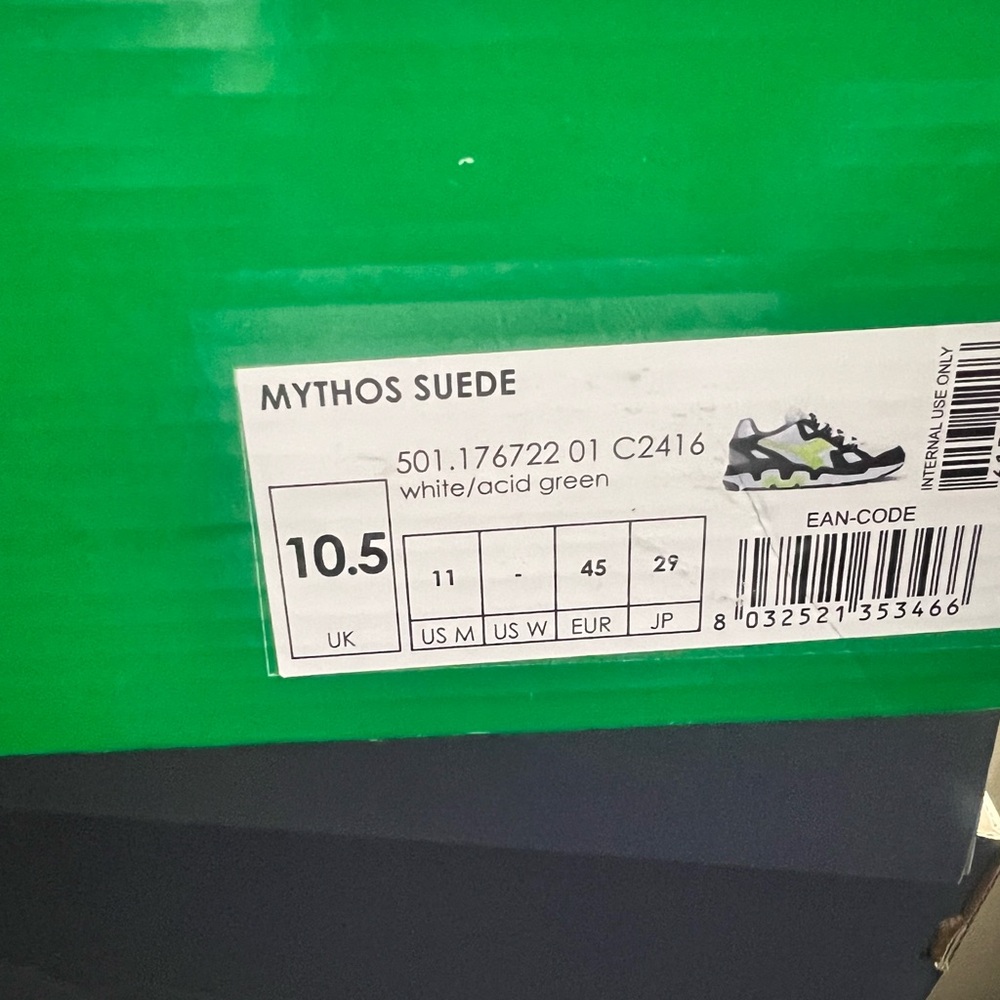 MYTHOS SUEDE
501.176722 01 C2416
white/acid green
10.5
UK
11 - 45 29
US M US W EUR JP
INTERNAL USE ONLY
EAN-CODE
8 032521 353466